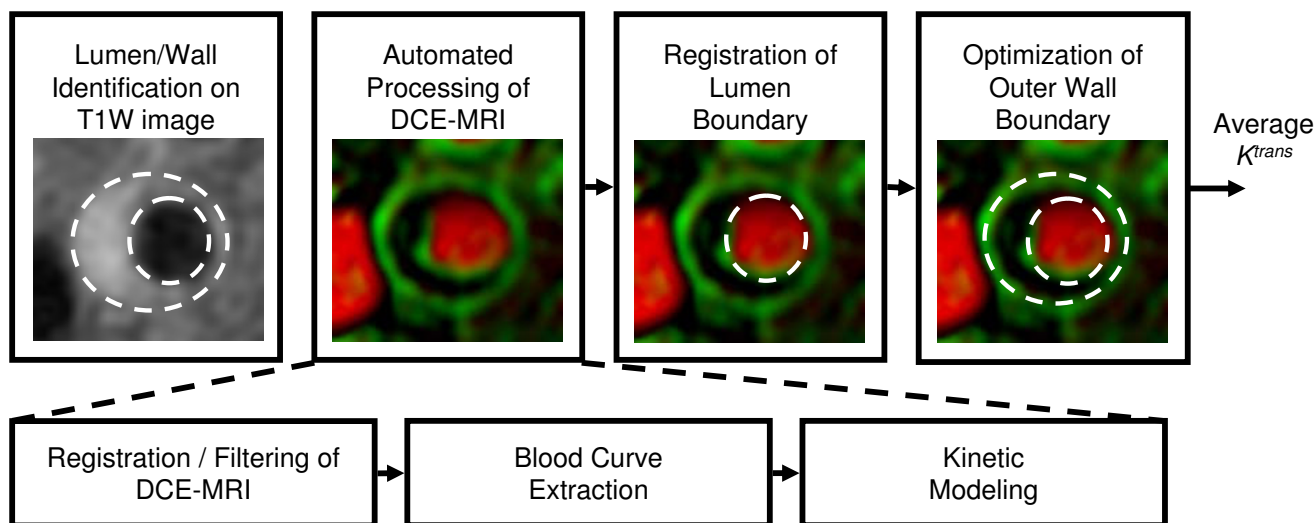 Lumen/Wall
Identification on
T1W image
Automated
Processing of
DCE-MRI
Registration of
Lumen
Boundary
Optimization of
Outer Wall
Boundary
Average
K^trans
Registration / Filtering of
DCE-MRI
Blood Curve
Extraction
Kinetic
Modeling